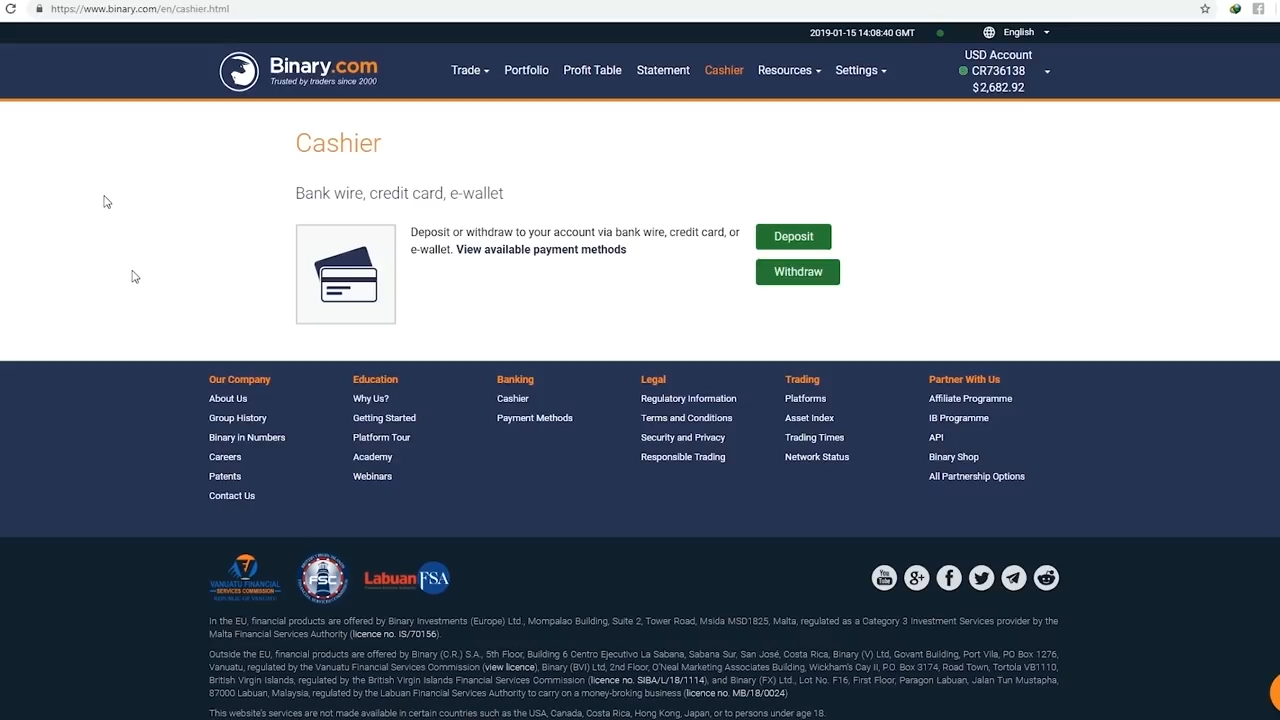 https://www.binary.com/en/cashier.html
2019-01-15 14:08:40 GMT
English
Binary.com
Trusted by traders since 2000
Trade
Portfolio
Profit Table
Statement
Cashier
Resources
Settings
USD Account
CR736138
$2,682.92
Cashier
Bank wire, credit card, e-wallet
Deposit or withdraw to your account via bank wire, credit card, or
e-wallet. View available payment methods
Deposit
Withdraw
Our Company
About Us
Group History
Binary in Numbers
Careers
Patents
Contact Us
Education
Why Us?
Getting Started
Platform Tour
Academy
Webinars
Banking
Cashier
Payment Methods
Legal
Regulatory Information
Terms and Conditions
Security and Privacy
Responsible Trading
Trading
Platforms
Asset Index
Trading Times
Network Status
Partner With Us
Affiliate Programme
IB Programme
API
Binary Shop
All Partnership Options
VANUATU FINANCIAL
SERVICES COMMISSION
REPUBLIC OF VANUATU
FSC
Labuan FSA
You Tube
g+
In the EU, financial products are offered by Binary Investments (Europe) Ltd., Mompalao Building, Suite 2, Tower Road, Msida MSD1825, Malta, regulated as a Category 3 Investment Services provider by the
Malta Financial Services Authority (licence no. IS/70156).
Outside the EU, financial products are offered by Binary (C.R.) S.A., 5th Floor, Building 6 Centro Ejecutivo La Sabana, Sabana Sur, San José, Costa Rica, Binary (V) Ltd, Govant Building, Port Vila, PO Box 1276,
Vanuatu, regulated by the Vanuatu Financial Services Commission (view licence), Binary (BVI) Ltd, 2nd Floor, O'Neal Marketing Associates Building, Wickham's Cay II, P.O. Box 3174, Road Town, Tortola VB1110,
British Virgin Islands, regulated by the British Virgin Islands Financial Services Commission (licence no. SIBA/L/18/1114), and Binary (FX) Ltd., Lot No. F16, First Floor, Paragon Labuan, Jalan Tun Mustapha,
87000 Labuan, Malaysia, regulated by the Labuan Financial Services Authority to carry on a money-broking business (licence no. MB/18/0024)
This website's services are not made available in certain countries such as the USA, Canada, Costa Rica, Hong Kong, Japan, or to persons under age 18.